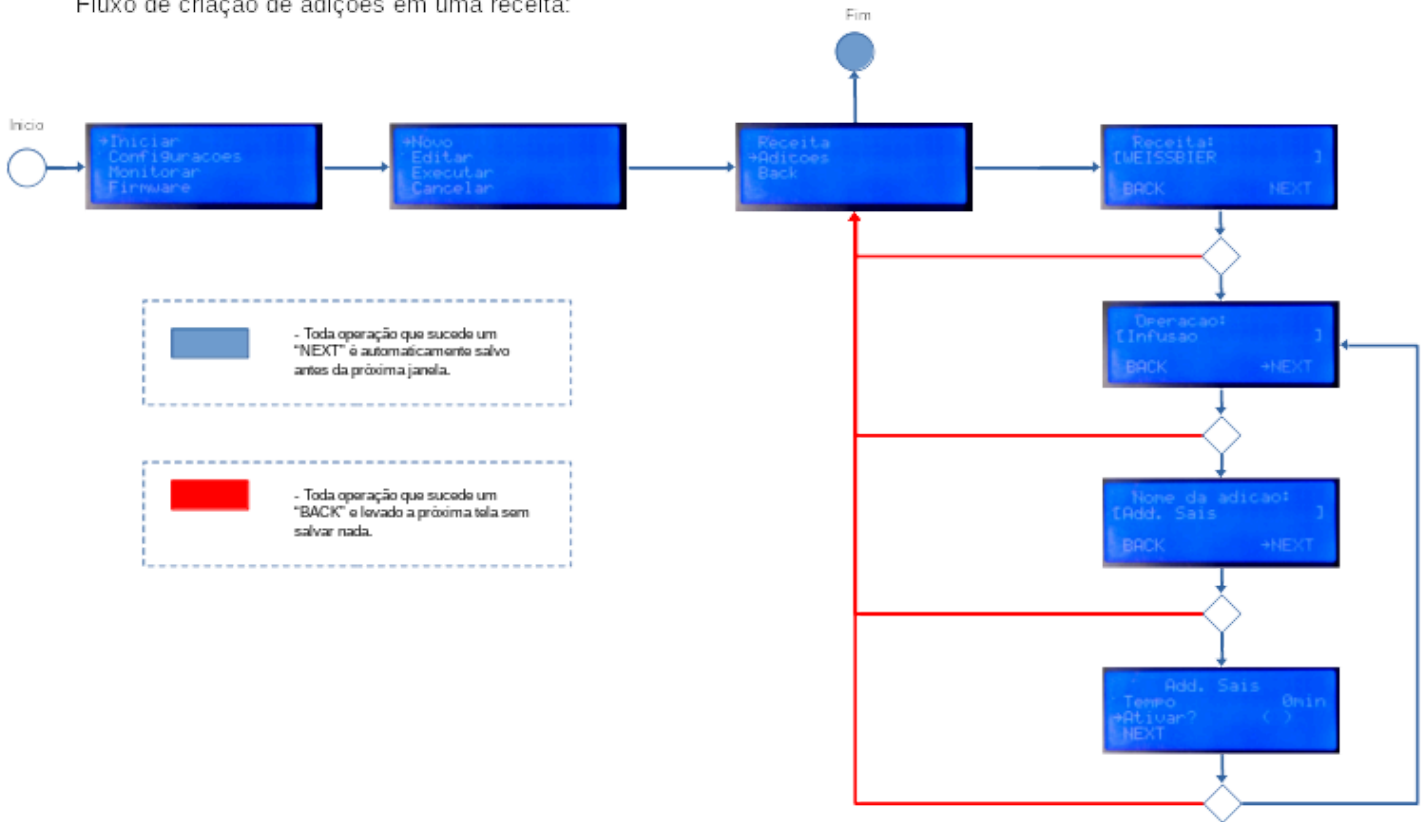 Fluxo de criação de adições em uma receita:
Fim
Inicio
→Iniciar
Configuracoes
Monitorar
Firmware
→Novo
Editar
Executar
Cancelar
Receita
→Adicoes
Back
Receita:
[WEISSBIER ]
BACK NEXT
- Toda operação que sucede um
"NEXT" é automaticamente salvo
antes da próxima janela.
Operacao:
[Infusao ]
BACK →NEXT
- Toda operação que sucede um
"BACK" e levado a próxima tela sem
salvar nada.
Nome da adicao:
[Add. Sais ]
BACK →NEXT
Add. Sais
Tempo 0min
→Ativar? ( )
NEXT